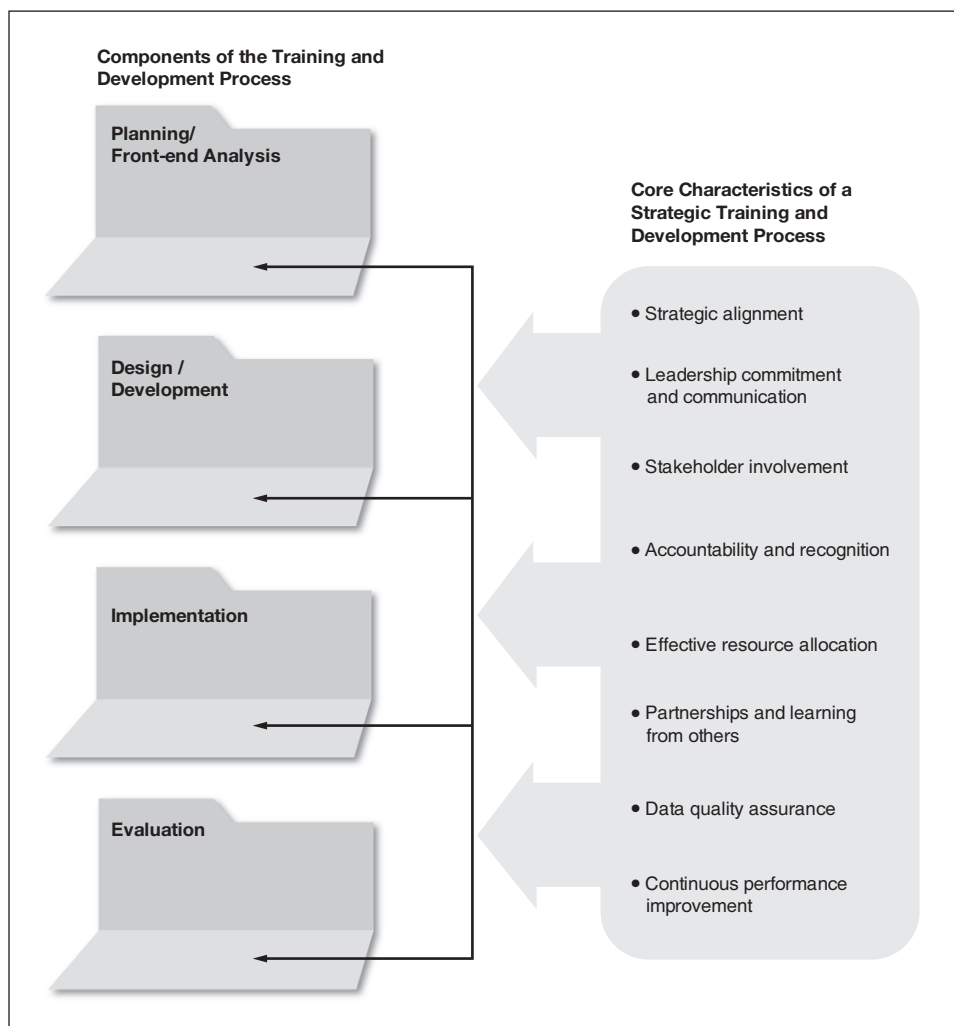 Components of the Training and
Development Process
Planning/
Front-end Analysis
Design /
Development
Implementation
Evaluation
Core Characteristics of a
Strategic Training and
Development Process
• Strategic alignment
• Leadership commitment
and communication
• Stakeholder involvement
• Accountability and recognition
• Effective resource allocation
• Partnerships and learning
from others
• Data quality assurance
• Continuous performance
improvement